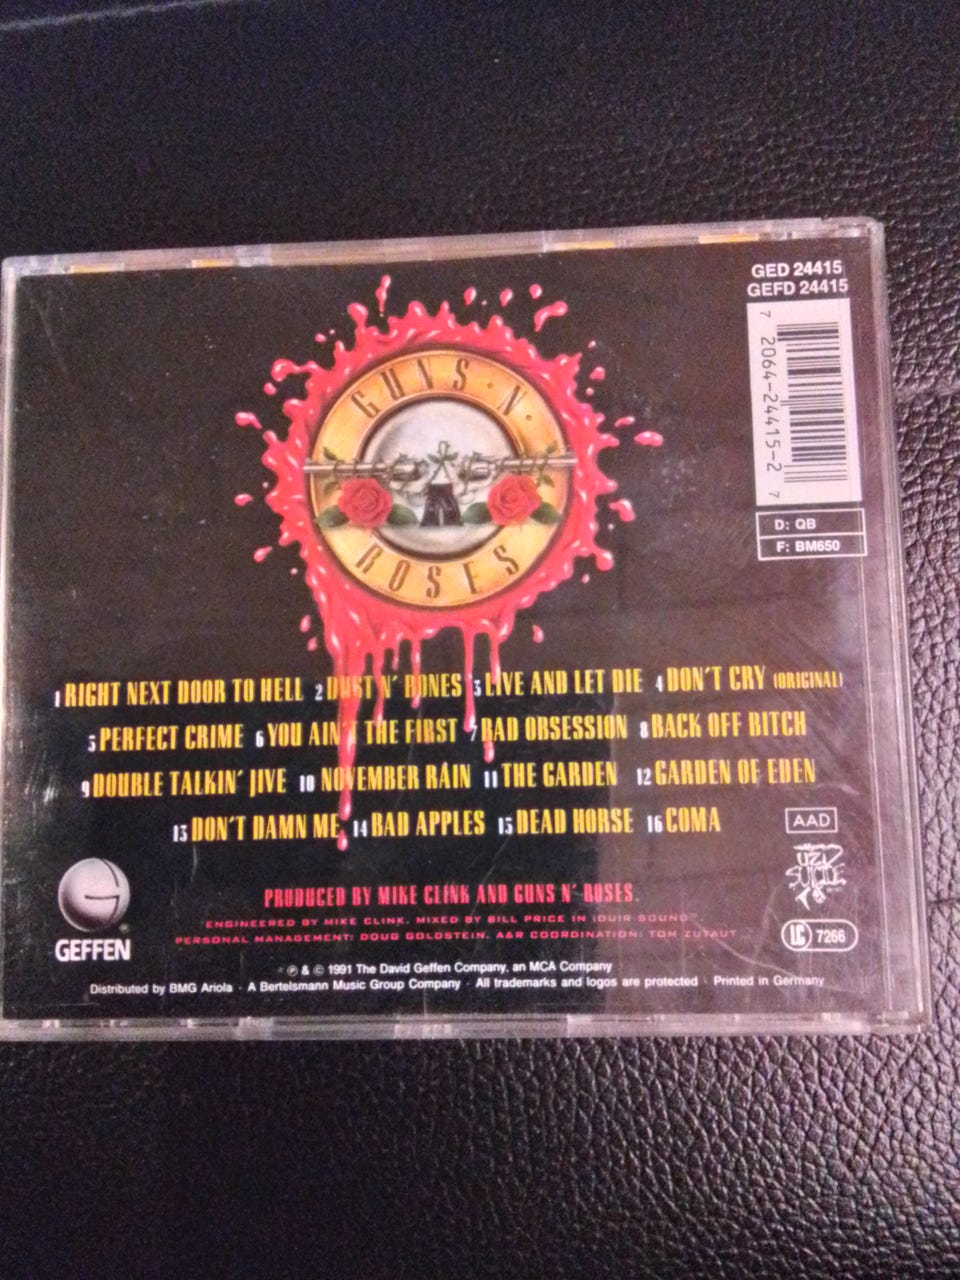 GED 24415
GEFD 24415
7 2064-24415-2 7
D: QB
F: BM650
GUNS · N ·
ROSES
1 RIGHT NEXT DOOR TO HELL 2 DUST N' BONES 3 LIVE AND LET DIE 4 DON'T CRY (ORIGINAL)
5 PERFECT CRIME 6 YOU AIN'T THE FIRST 7 BAD OBSESSION 8 BACK OFF BITCH
9 DOUBLE TALKIN' JIVE 10 NOVEMBER RAIN 11 THE GARDEN 12 GARDEN OF EDEN
13 DON'T DAMN ME 14 BAD APPLES 15 DEAD HORSE 16 COMA
AAD
UZI
SUICIDE
PRODUCED BY MIKE CLINK AND GUNS N' ROSES.
ENGINEERED BY MIKE CLINK. MIXED BY BILL PRICE IN (OUIR SOUND™).
PERSONAL MANAGEMENT: DOUG GOLDSTEIN. A&R COORDINATION: TOM ZUTAUT
LC 7266
G
GEFFEN
®
℗ & © 1991 The David Geffen Company, an MCA Company
Distributed by BMG Ariola · A Bertelsmann Music Group Company · All trademarks and logos are protected · Printed in Germany